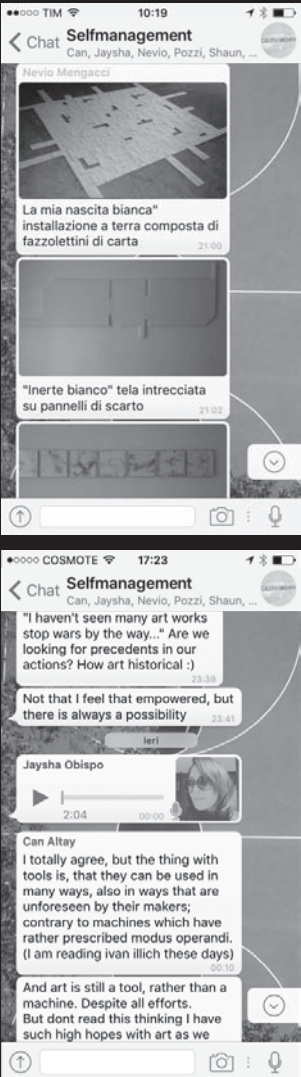 TIM 10:19
Chat Selfmanagement
Can, Jaysha, Nevio, Pozzi, Shaun, ...
Nevio Mengacci
La mia nascita bianca"
installazione a terra composta di
fazzolettini di carta
21:00
"Inerte bianco" tela intrecciata
su pannelli di scarto
21:02
COSMOTE 17:23
Chat Selfmanagement
Can, Jaysha, Nevio, Pozzi, Shaun, ...
"I haven't seen many art works
stop wars by the way..." Are we
looking for precedents in our
actions? How art historical :)
23:39
Not that I feel that empowered, but
there is always a possibility
23:41
Ieri
Jaysha Obispo
2:04 00:00
Can Altay
I totally agree, but the thing with
tools is, that they can be used in
many ways, also in ways that are
unforeseen by their makers;
contrary to machines which have
rather prescribed modus operandi.
(I am reading ivan illich these days)
00:10
And art is still a tool, rather than a
machine. Despite all efforts.
But dont read this thinking I have
such high hopes with art as we